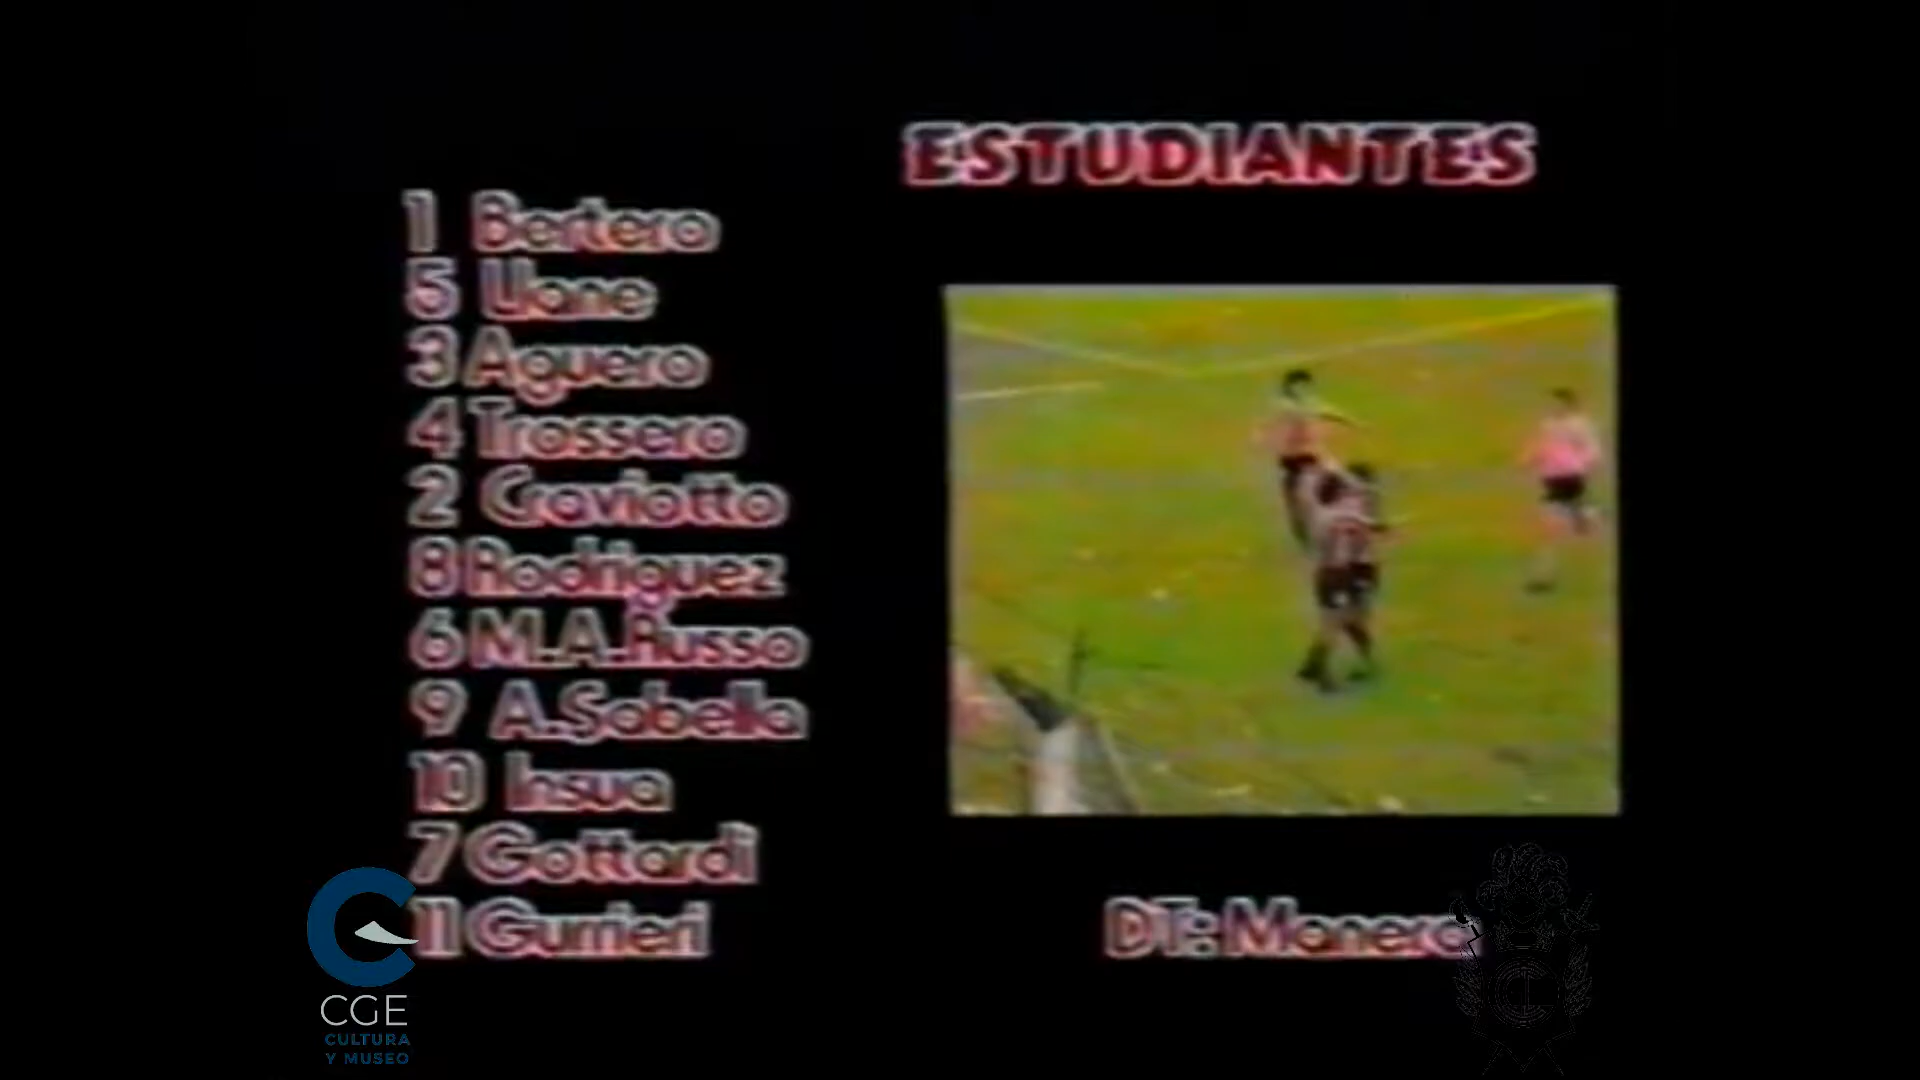 ESTUDIANTES
1 Bertero
5 Llane
3 Aguero
4 Trossero
2 Craviotto
8 Rodriguez
6 M.A.Russo
9 A.Sabella
10 Insua
7 Gottardi
11 Gurrieri
DT: Manera
CGE
CULTURA
Y MUSEO